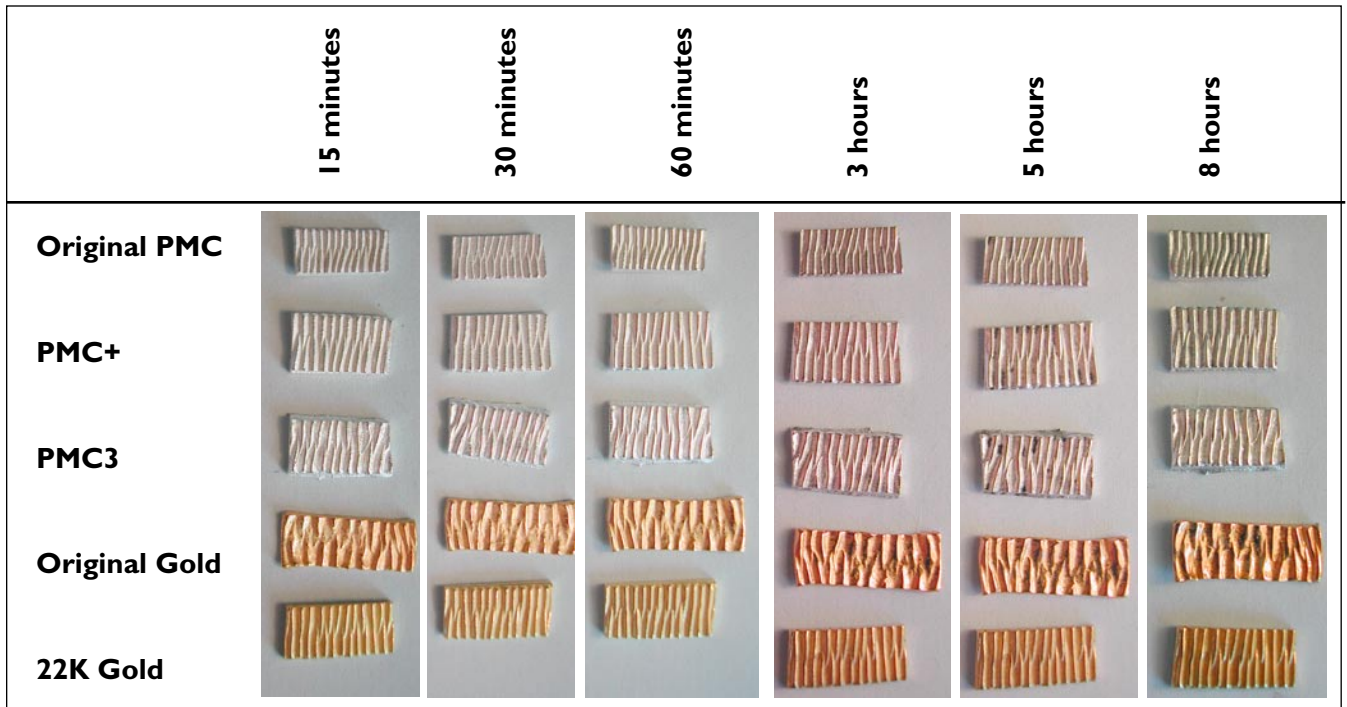 15 minutes
30 minutes
60 minutes
3 hours
5 hours
8 hours
Original PMC
PMC+
PMC3
Original Gold
22K Gold